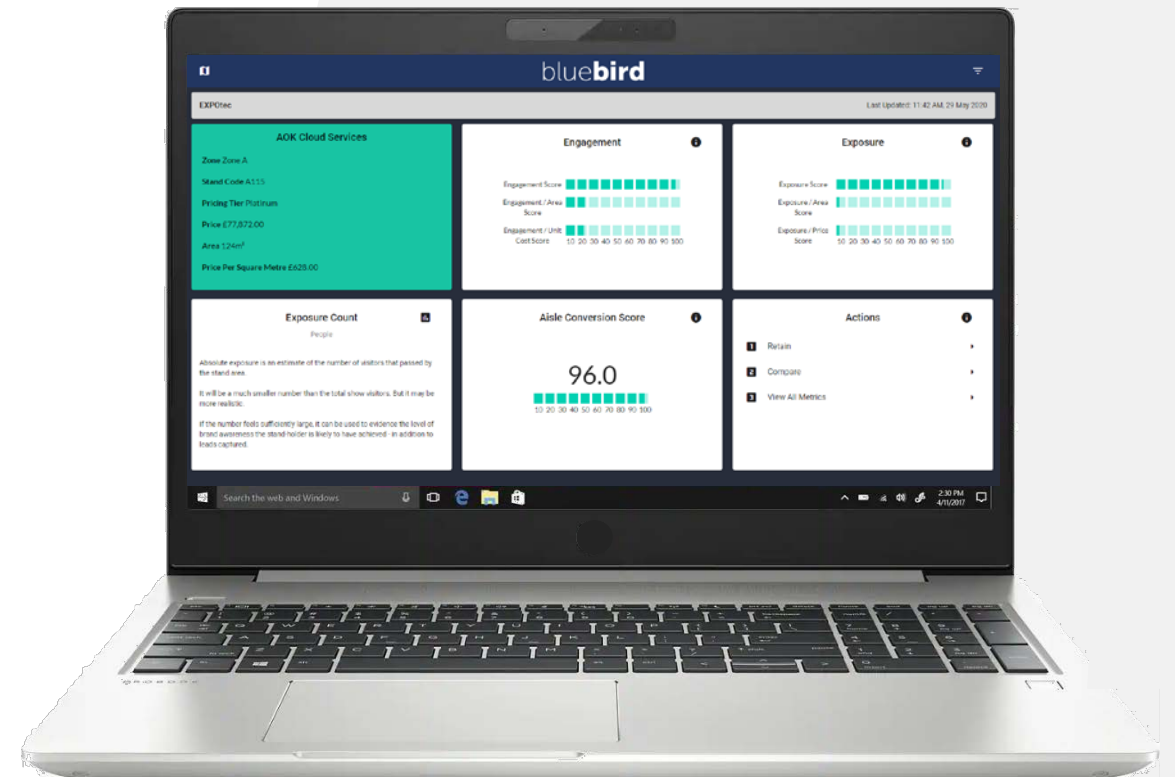 bluebird
EXPOtec
Last Updated: 11:42 AM, 29 May 2020
AOK Cloud Services
Zone Zone A
Stand Code A115
Pricing Tier Platinum
Price £77,872.00
Area 124m²
Price Per Square Metre £628.00
Engagement
Engagement Score
Engagement / Area
Score
Engagement / Unit
Cost Score
10 20 30 40 50 60 70 80 90 100
Exposure
Exposure Score
Exposure / Area
Score
Exposure / Price
Score
10 20 30 40 50 60 70 80 90 100
Exposure Count
People
Absolute exposure is an estimate of the number of visitors that passed by
the stand area.
It will be a much smaller number than the total show visitors. But it may be
more realistic.
If the number feels sufficiently large, it can be used to evidence the level of
brand awareness the stand-holder is likely to have achieved - in addition to
leads captured.
Aisle Conversion Score
96.0
10 20 30 40 50 60 70 80 90 100
Actions
1 Retain
2 Compare
3 View All Metrics
Search the web and Windows
2:30 PM
4/11/2017